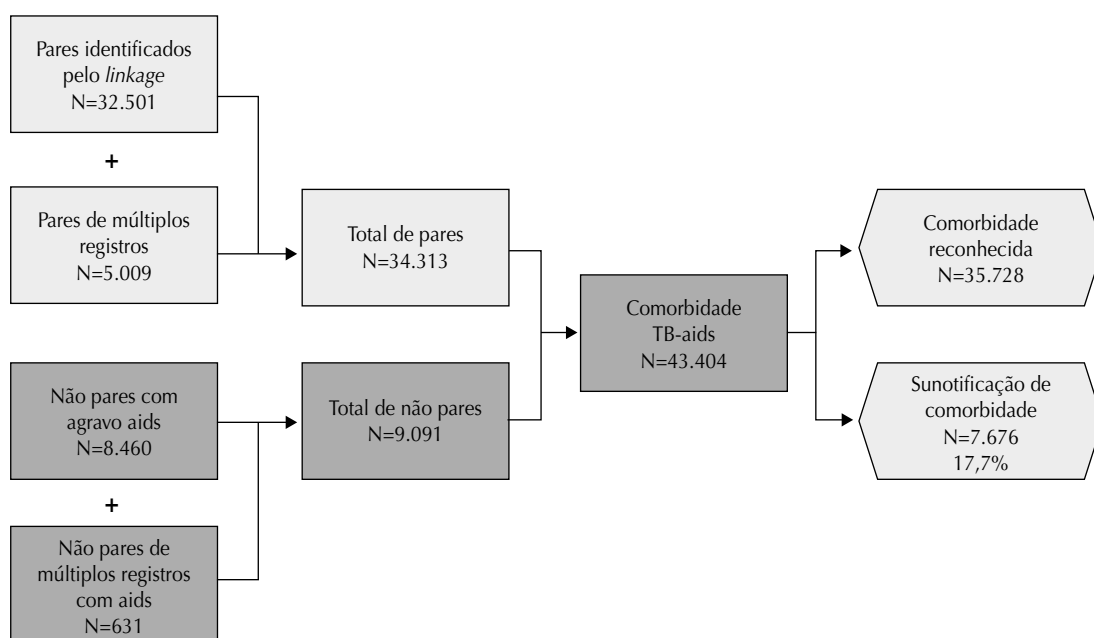 Pares identificados
pelo linkage
N=32.501
+
Pares de múltiplos
registros
N=5.009
Total de pares
N=34.313
Não pares com
agravo aids
N=8.460
+
Não pares de
múltiplos registros
com aids
N=631
Total de não pares
N=9.091
Comorbidade
TB-aids
N=43.404
Comorbidade
reconhecida
N=35.728
Sunotificação de
comorbidade
N=7.676
17,7%